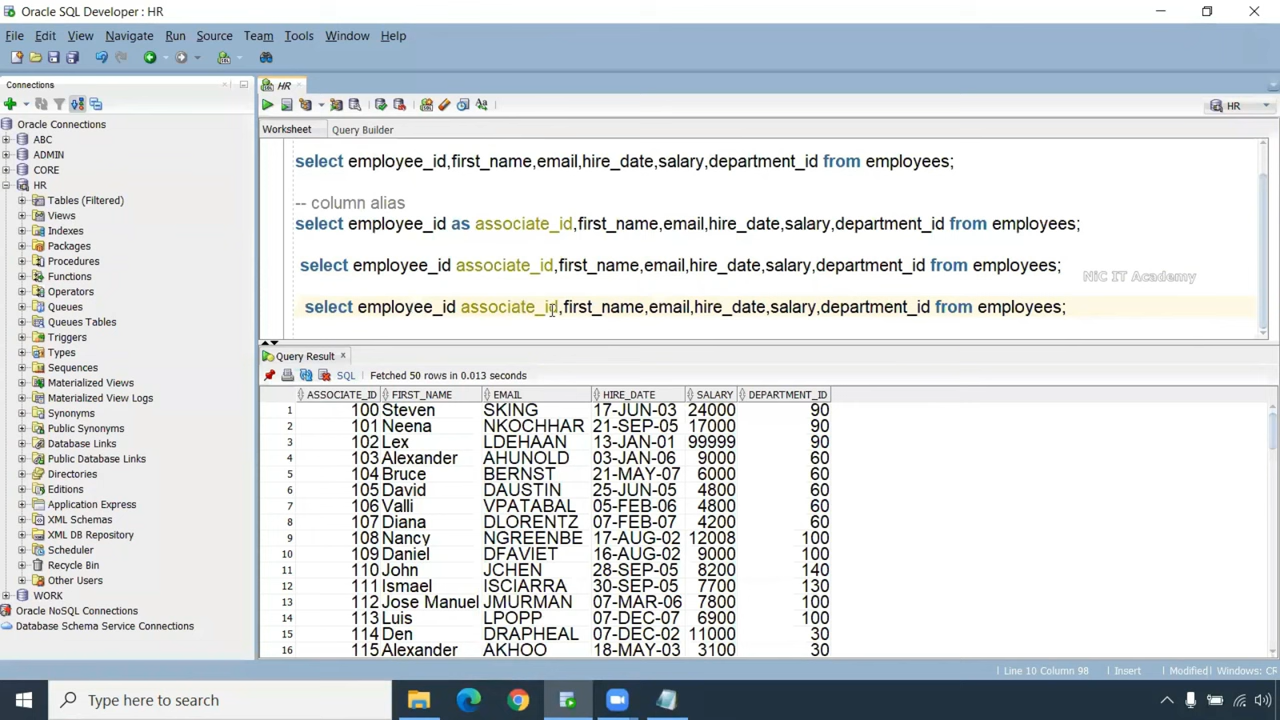 Oracle SQL Developer : HR
File Edit View Navigate Run Source Team Tools Window Help
Connections
HR
HR
Worksheet Query Builder
Oracle Connections
ABC
ADMIN
CORE
HR
Tables (Filtered)
Views
Indexes
Packages
Procedures
Functions
Operators
Queues
Queues Tables
Triggers
Types
Sequences
Materialized Views
Materialized View Logs
Synonyms
Public Synonyms
Database Links
Public Database Links
Directories
Editions
Application Express
XML Schemas
XML DB Repository
Scheduler
Recycle Bin
Other Users
WORK
Oracle NoSQL Connections
Database Schema Service Connections
select employee_id,first_name,email,hire_date,salary,department_id from employees;
-- column alias
select employee_id as associate_id,first_name,email,hire_date,salary,department_id from employees;
select employee_id associate_id,first_name,email,hire_date,salary,department_id from employees;
NiC IT Academy
select employee_id associate_id,first_name,email,hire_date,salary,department_id from employees;
Query Result
SQL Fetched 50 rows in 0.013 seconds
ASSOCIATE_ID FIRST_NAME EMAIL HIRE_DATE SALARY DEPARTMENT_ID
1 100 Steven SKING 17-JUN-03 24000 90
2 101 Neena NKOCHHAR 21-SEP-05 17000 90
3 102 Lex LDEHAAN 13-JAN-01 99999 90
4 103 Alexander AHUNOLD 03-JAN-06 9000 60
5 104 Bruce BERNST 21-MAY-07 6000 60
6 105 David DAUSTIN 25-JUN-05 4800 60
7 106 Valli VPATABAL 05-FEB-06 4800 60
8 107 Diana DLORENTZ 07-FEB-07 4200 60
9 108 Nancy NGREENBE 17-AUG-02 12008 100
10 109 Daniel DFAVIET 16-AUG-02 9000 100
11 110 John JCHEN 28-SEP-05 8200 140
12 111 Ismael ISCIARRA 30-SEP-05 7700 130
13 112 Jose Manuel JMURMAN 07-MAR-06 7800 100
14 113 Luis LPOPP 07-DEC-07 6900 100
15 114 Den DRAPHEAL 07-DEC-02 11000 30
16 115 Alexander AKHOO 18-MAY-03 3100 30
Line 10 Column 98 Insert Modified Windows: CR
Type here to search